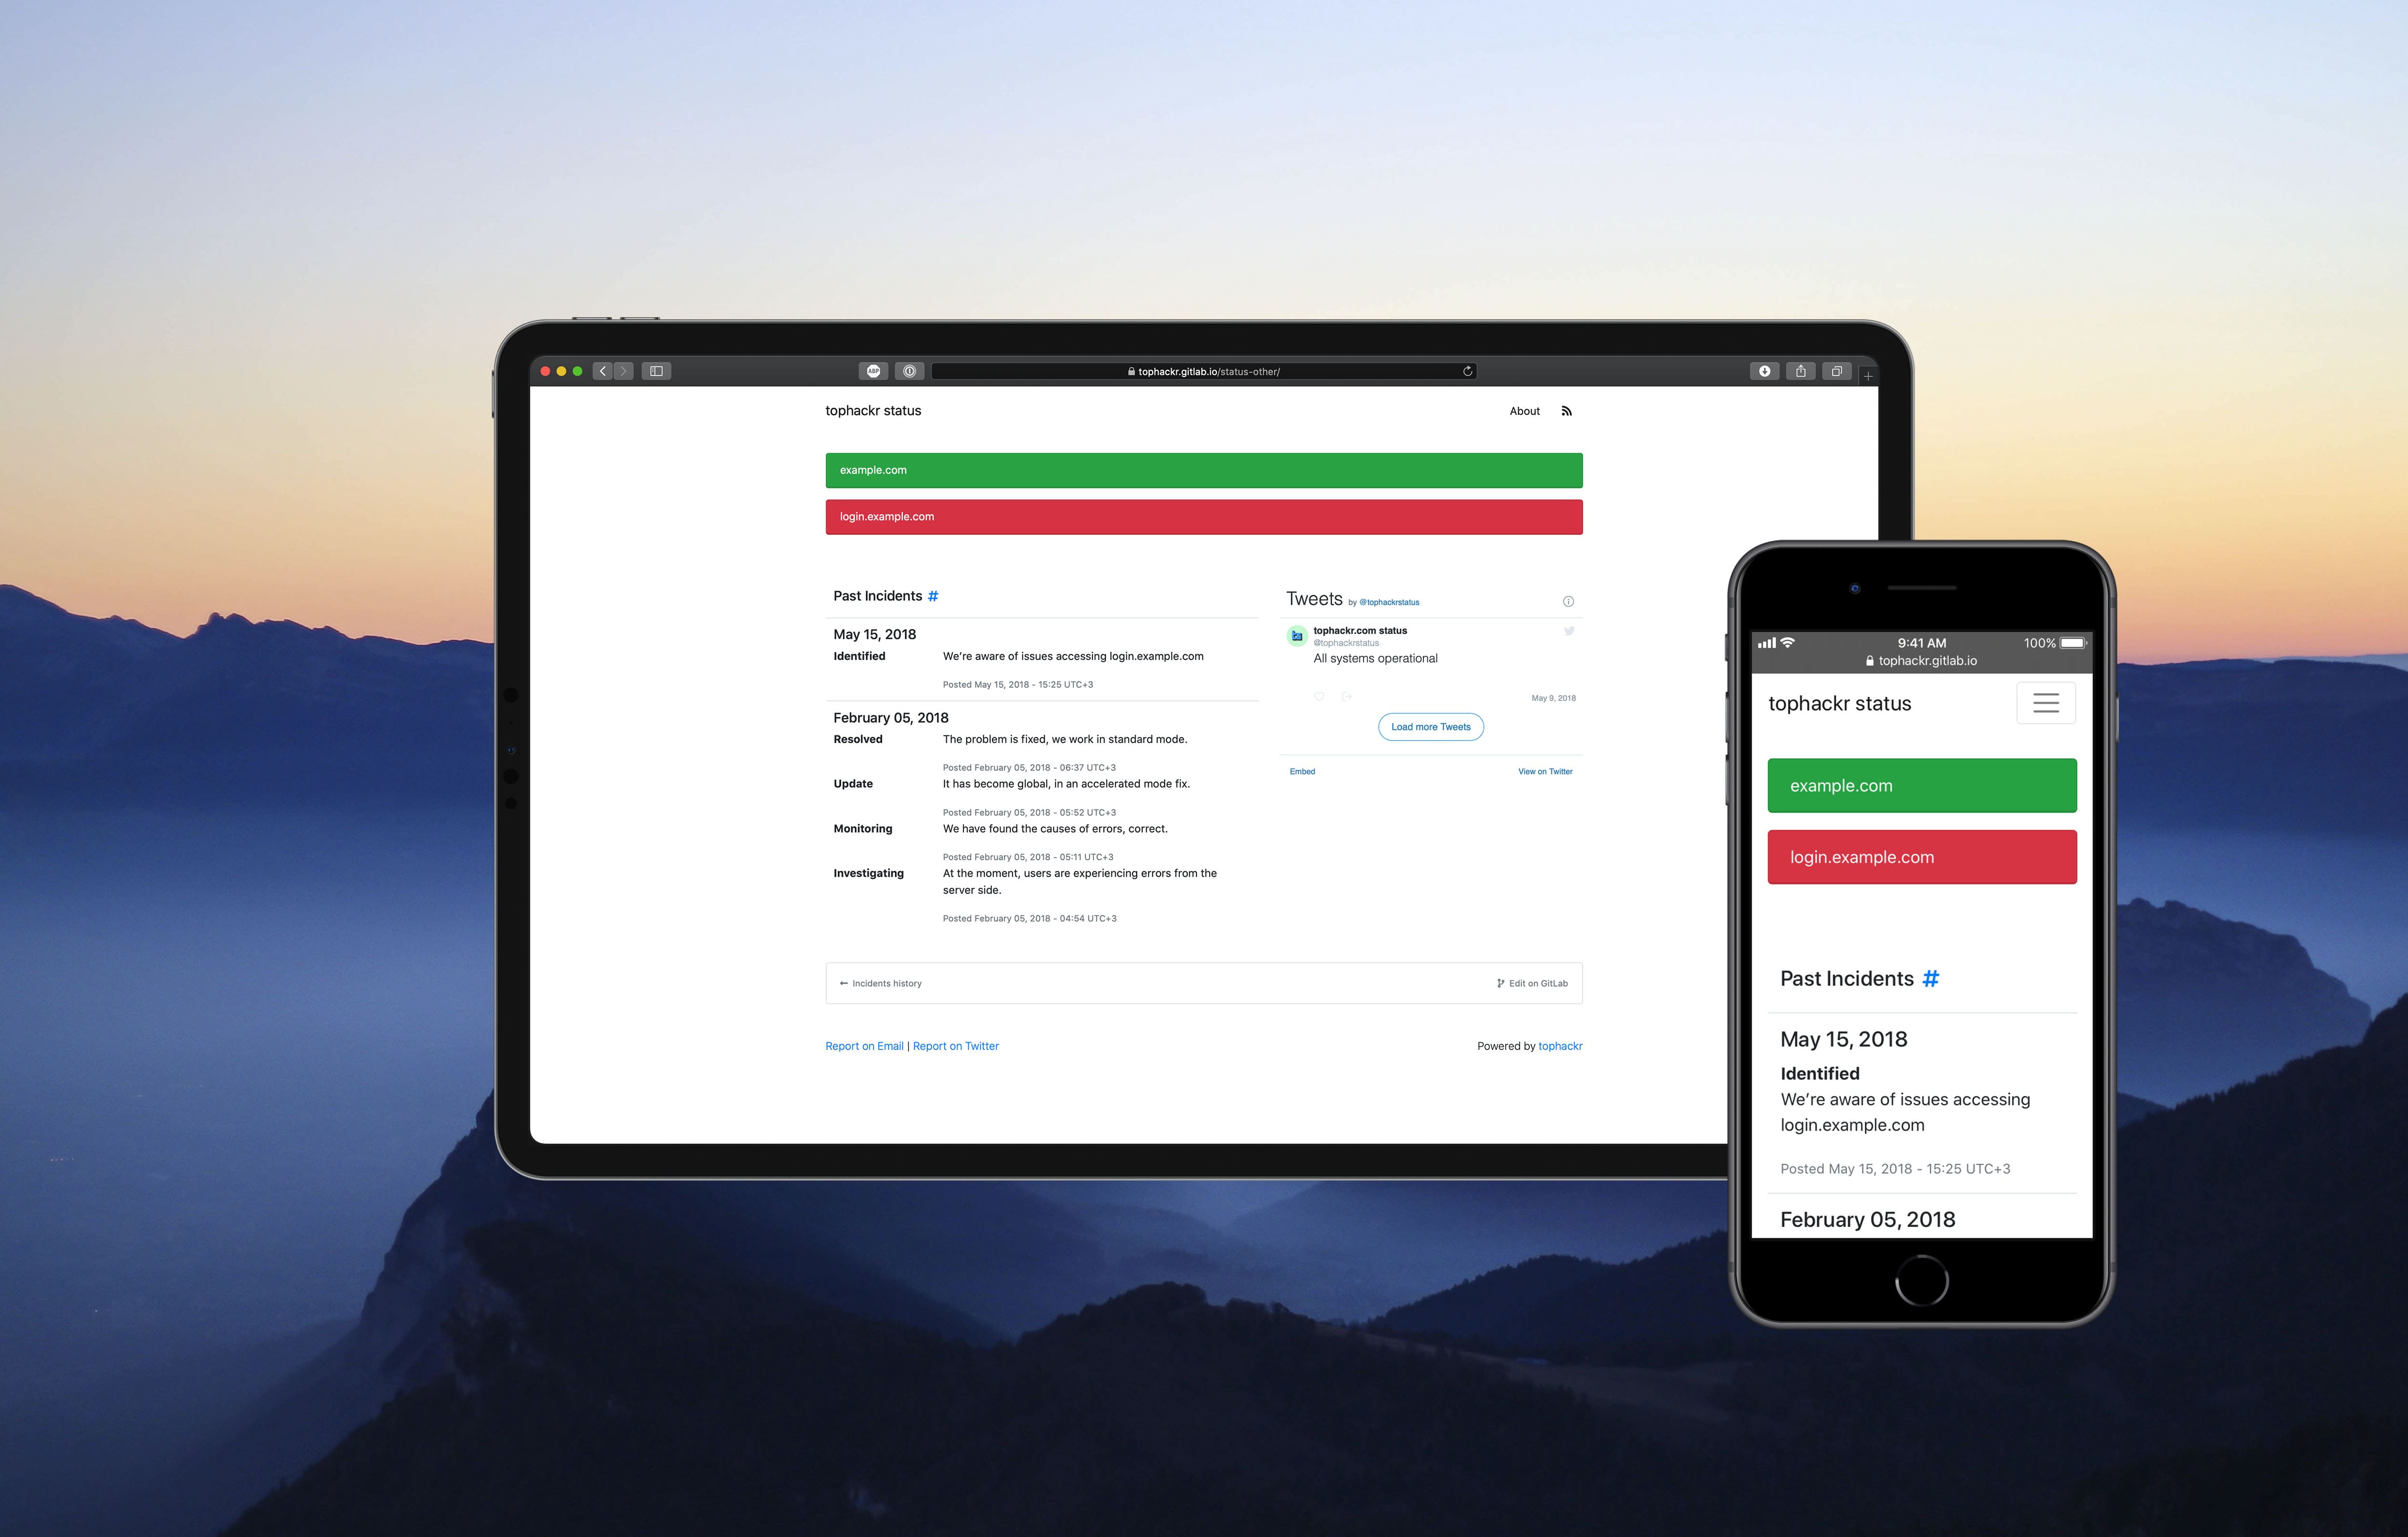 ABP
tophackr.gitlab.io/status-other/
tophackr status
About
example.com
login.example.com
Past Incidents #
May 15, 2018
Identified
We’re aware of issues accessing login.example.com
Posted May 15, 2018 - 15:25 UTC+3
February 05, 2018
Resolved
The problem is fixed, we work in standard mode.
Posted February 05, 2018 - 06:37 UTC+3
Update
It has become global, in an accelerated mode fix.
Posted February 05, 2018 - 05:52 UTC+3
Monitoring
We have found the causes of errors, correct.
Posted February 05, 2018 - 05:11 UTC+3
Investigating
At the moment, users are experiencing errors from the
server side.
Posted February 05, 2018 - 04:54 UTC+3
Tweets by @tophackrstatus
tophackr.com status
@tophackrstatus
All systems operational
May 9, 2018
Load more Tweets
Embed
View on Twitter
Incidents history
Edit on GitLab
Report on Email | Report on Twitter
Powered by tophackr
9:41 AM
100%
tophackr.gitlab.io
tophackr status
example.com
login.example.com
Past Incidents #
May 15, 2018
Identified
We’re aware of issues accessing
login.example.com
Posted May 15, 2018 - 15:25 UTC+3
February 05, 2018